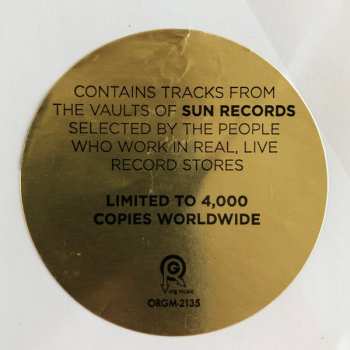 CONTAINS TRACKS FROM
THE VAULTS OF SUN RECORDS
SELECTED BY THE PEOPLE
WHO WORK IN REAL, LIVE
RECORD STORES
LIMITED TO 4,000
COPIES WORLDWIDE
org music
ORGM-2135